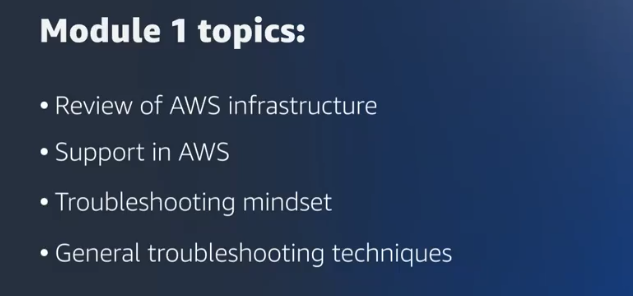 Module 1 topics:
• Review of AWS infrastructure
• Support in AWS
• Troubleshooting mindset
• General troubleshooting techniques